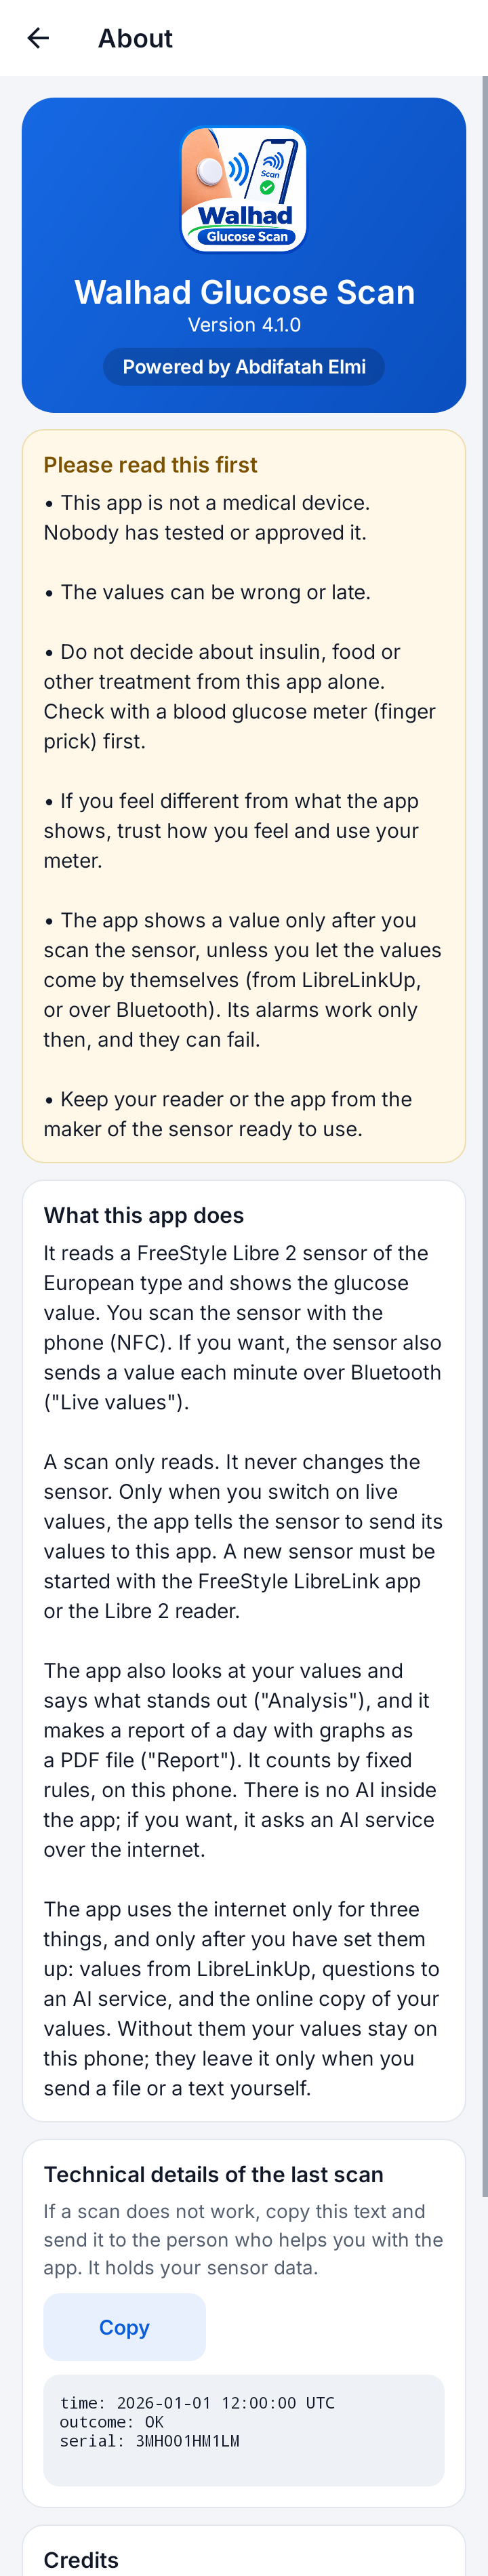 About
Scan
Walhad
Glucose Scan
Walhad Glucose Scan
Version 4.1.0
Powered by Abdifatah Elmi
Please read this first
• This app is not a medical device.
Nobody has tested or approved it.
• The values can be wrong or late.
• Do not decide about insulin, food or
other treatment from this app alone.
Check with a blood glucose meter (finger
prick) first.
• If you feel different from what the app
shows, trust how you feel and use your
meter.
• The app shows a value only after you
scan the sensor, unless you let the values
come by themselves (from LibreLinkUp,
or over Bluetooth). Its alarms work only
then, and they can fail.
• Keep your reader or the app from the
maker of the sensor ready to use.
What this app does
It reads a FreeStyle Libre 2 sensor of the
European type and shows the glucose
value. You scan the sensor with the
phone (NFC). If you want, the sensor also
sends a value each minute over Bluetooth
("Live values").
A scan only reads. It never changes the
sensor. Only when you switch on live
values, the app tells the sensor to send its
values to this app. A new sensor must be
started with the FreeStyle LibreLink app
or the Libre 2 reader.
The app also looks at your values and
says what stands out ("Analysis"), and it
makes a report of a day with graphs as
a PDF file ("Report"). It counts by fixed
rules, on this phone. There is no AI inside
the app; if you want, it asks an AI service
over the internet.
The app uses the internet only for three
things, and only after you have set them
up: values from LibreLinkUp, questions to
an AI service, and the online copy of your
values. Without them your values stay on
this phone; they leave it only when you
send a file or a text yourself.
Technical details of the last scan
If a scan does not work, copy this text and
send it to the person who helps you with the
app. It holds your sensor data.
Copy
time: 2026-01-01 12:00:00 UTC
outcome: OK
serial: 3MH001HM1LM
Credits